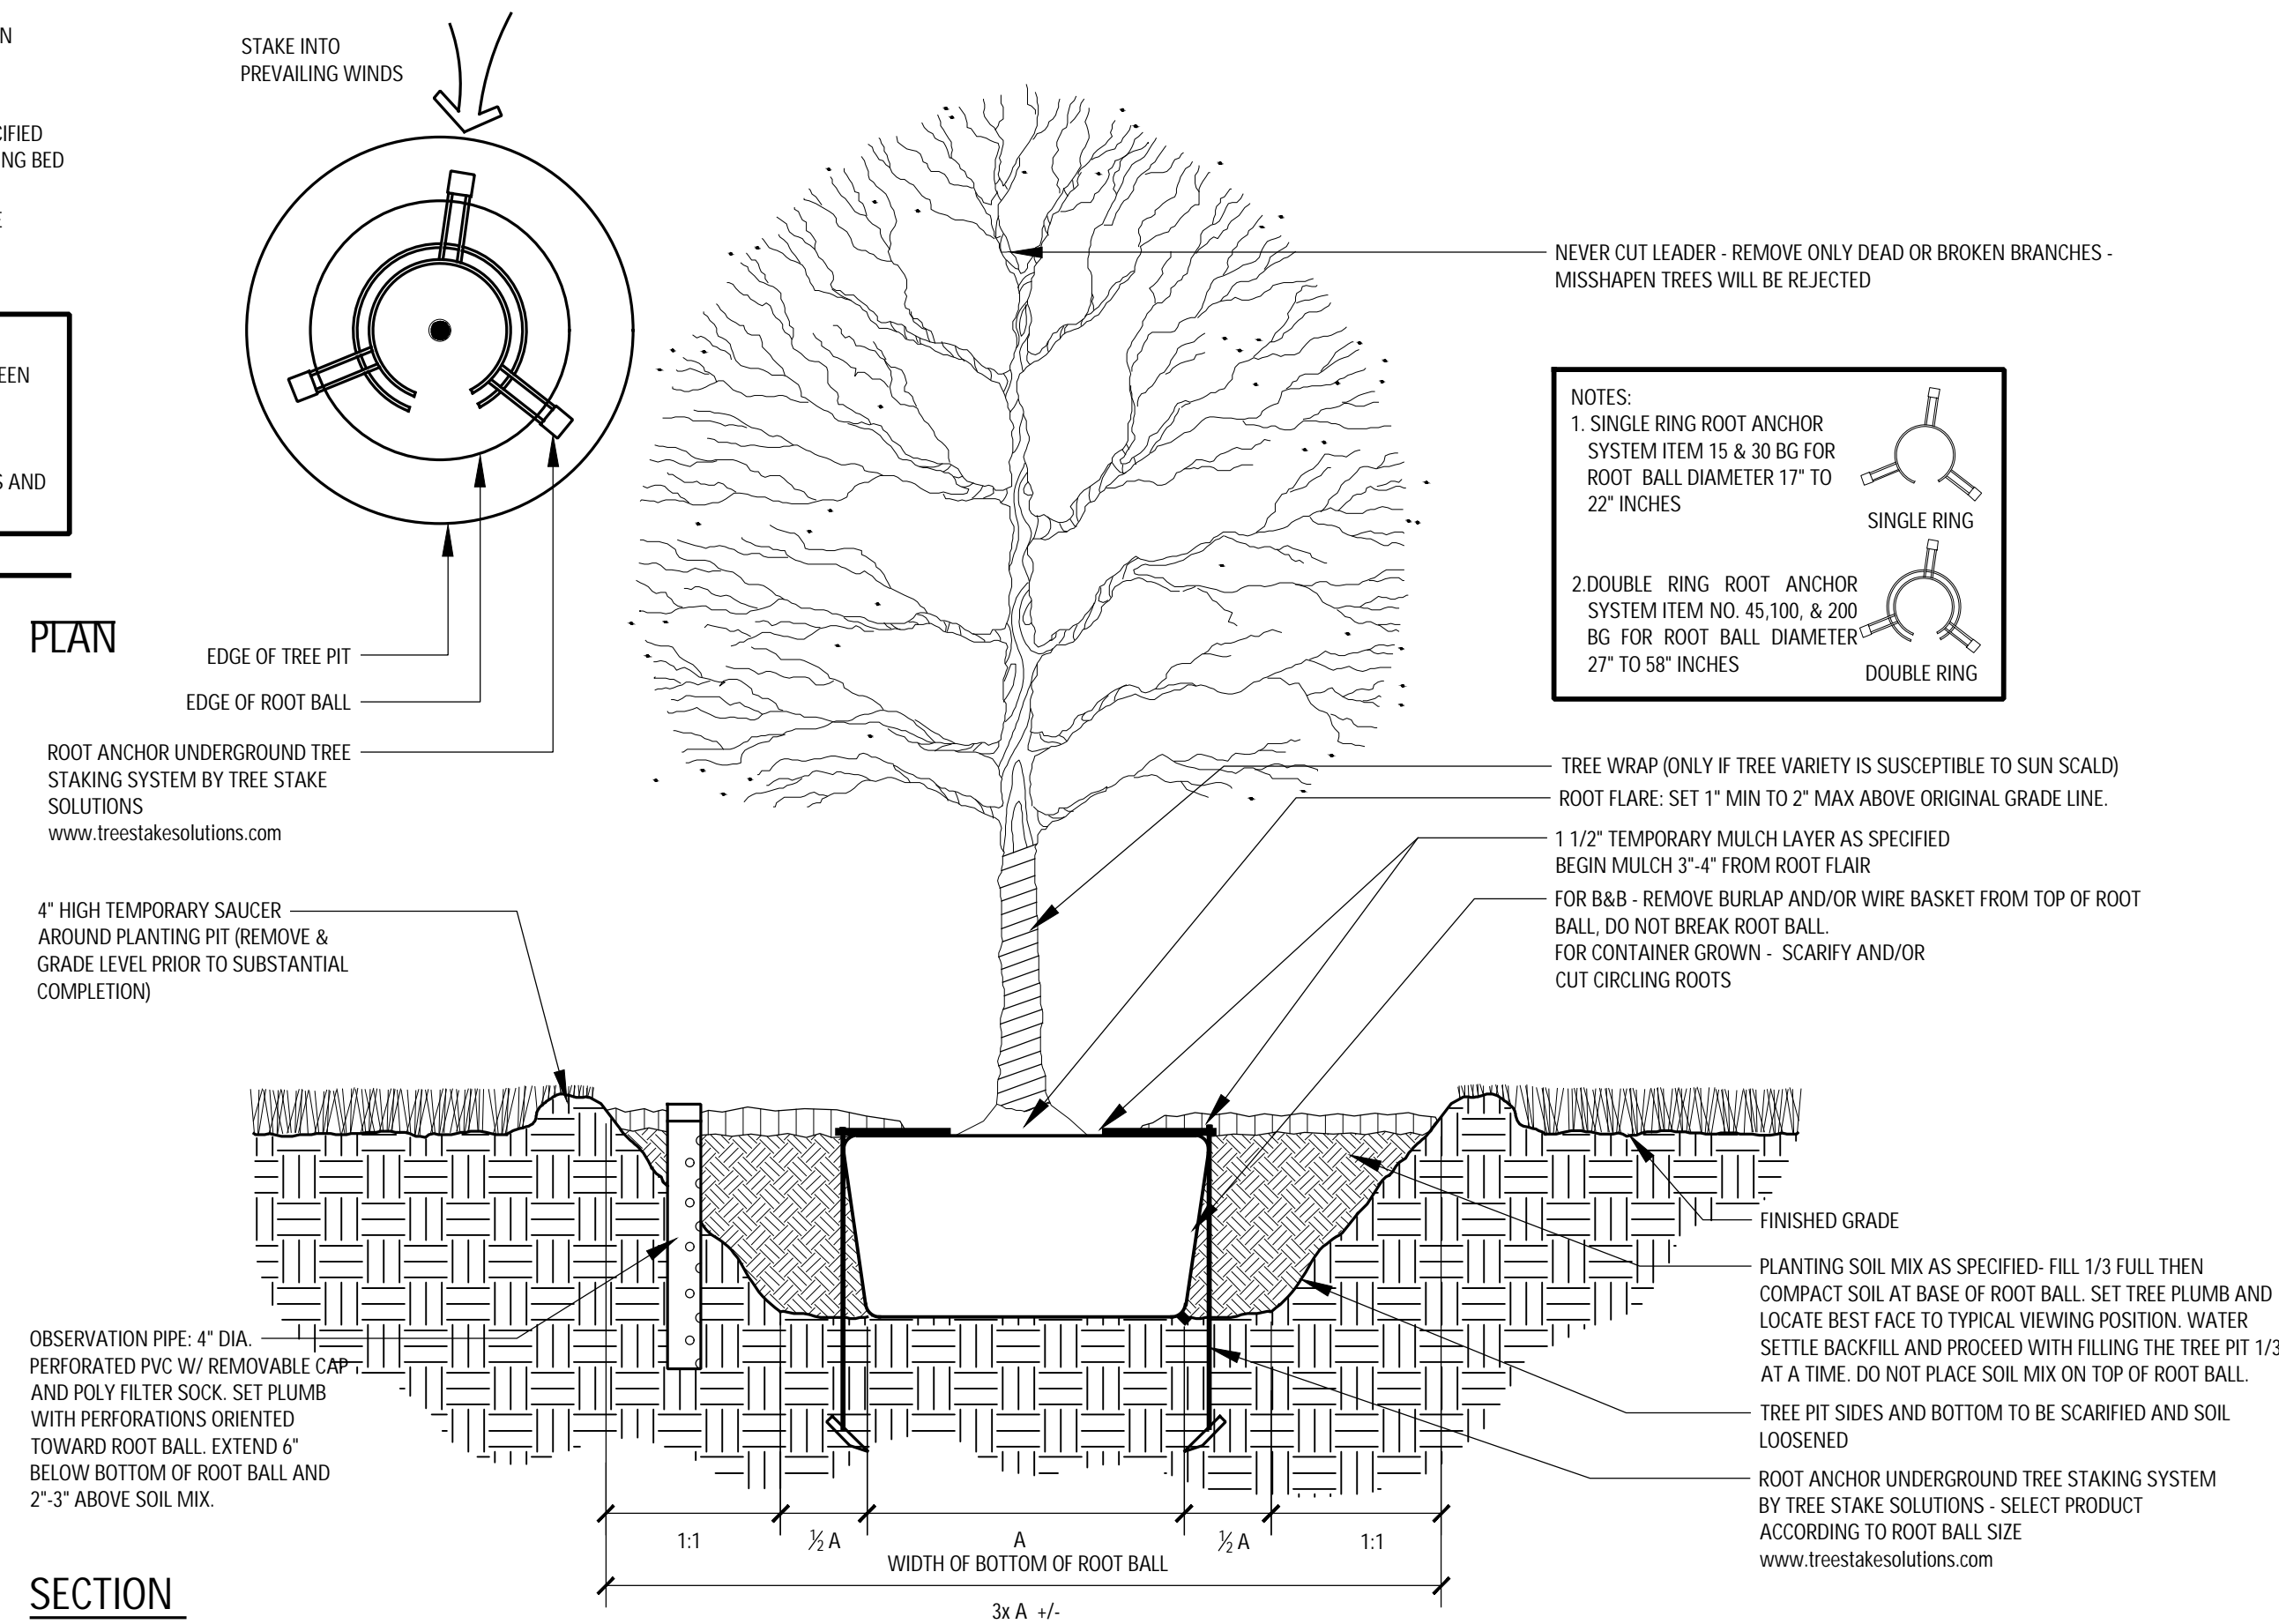 STAKE INTO
PREVAILING WINDS
CIFIED
NG BED
E
EEN
S AND
N
PLAN
EDGE OF TREE PIT
EDGE OF ROOT BALL
ROOT ANCHOR UNDERGROUND TREE
STAKING SYSTEM BY TREE STAKE
SOLUTIONS
www.treestakesolutions.com
4" HIGH TEMPORARY SAUCER
AROUND PLANTING PIT (REMOVE &
GRADE LEVEL PRIOR TO SUBSTANTIAL
COMPLETION)
OBSERVATION PIPE: 4" DIA.
PERFORATED PVC W/ REMOVABLE CAP
AND POLY FILTER SOCK. SET PLUMB
WITH PERFORATIONS ORIENTED
TOWARD ROOT BALL. EXTEND 6"
BELOW BOTTOM OF ROOT BALL AND
2"-3" ABOVE SOIL MIX.
SECTION
NEVER CUT LEADER - REMOVE ONLY DEAD OR BROKEN BRANCHES -
MISSHAPEN TREES WILL BE REJECTED
NOTES:
1. SINGLE RING ROOT ANCHOR
SYSTEM ITEM 15 & 30 BG FOR
ROOT BALL DIAMETER 17" TO
22" INCHES
SINGLE RING
2.DOUBLE RING ROOT ANCHOR
SYSTEM ITEM NO. 45,100, & 200
BG FOR ROOT BALL DIAMETER
27" TO 58" INCHES
DOUBLE RING
TREE WRAP (ONLY IF TREE VARIETY IS SUSCEPTIBLE TO SUN SCALD)
ROOT FLARE: SET 1" MIN TO 2" MAX ABOVE ORIGINAL GRADE LINE.
1 1/2" TEMPORARY MULCH LAYER AS SPECIFIED
BEGIN MULCH 3"-4" FROM ROOT FLAIR
FOR B&B - REMOVE BURLAP AND/OR WIRE BASKET FROM TOP OF ROOT
BALL, DO NOT BREAK ROOT BALL.
FOR CONTAINER GROWN - SCARIFY AND/OR
CUT CIRCLING ROOTS
FINISHED GRADE
PLANTING SOIL MIX AS SPECIFIED- FILL 1/3 FULL THEN
COMPACT SOIL AT BASE OF ROOT BALL. SET TREE PLUMB AND
LOCATE BEST FACE TO TYPICAL VIEWING POSITION. WATER
SETTLE BACKFILL AND PROCEED WITH FILLING THE TREE PIT 1/3
AT A TIME. DO NOT PLACE SOIL MIX ON TOP OF ROOT BALL.
TREE PIT SIDES AND BOTTOM TO BE SCARIFIED AND SOIL
LOOSENED
ROOT ANCHOR UNDERGROUND TREE STAKING SYSTEM
BY TREE STAKE SOLUTIONS - SELECT PRODUCT
ACCORDING TO ROOT BALL SIZE
www.treestakesolutions.com
1:1 ½ A A ½ A 1:1
WIDTH OF BOTTOM OF ROOT BALL
3x A +/-